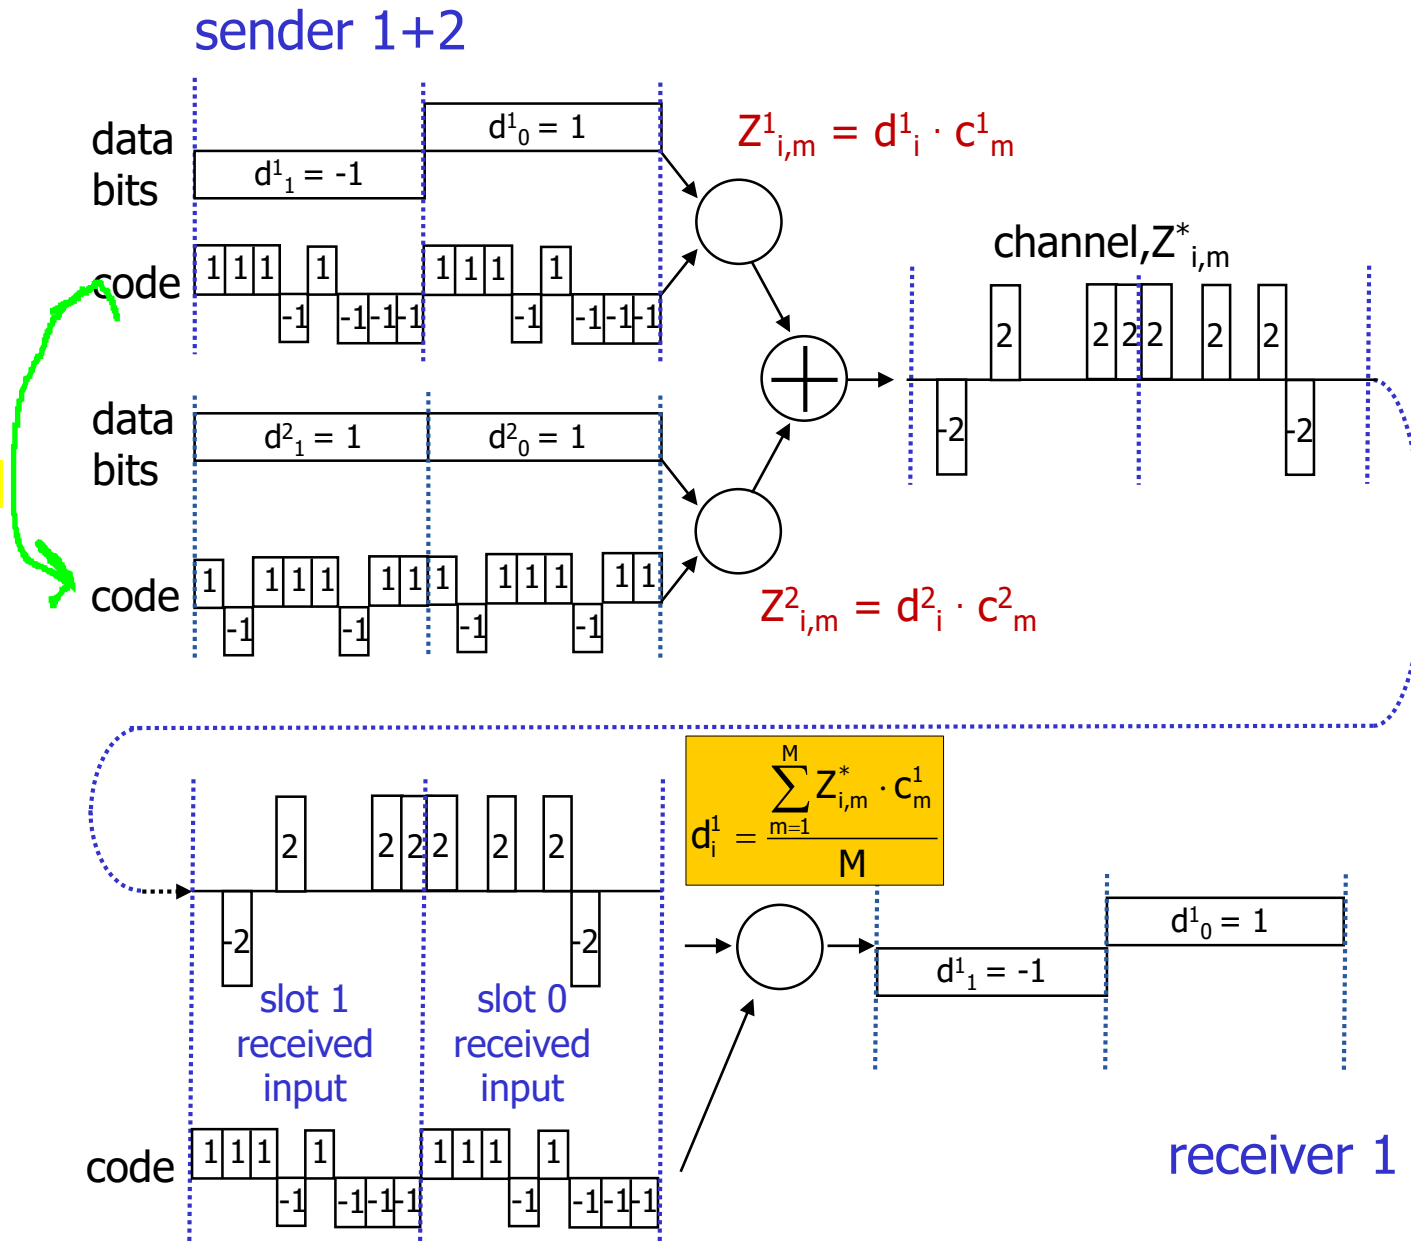 sender 1+2
data bits
d¹₀ = 1
d¹₁ = -1
Z¹ᵢ,ₘ = d¹ᵢ · c¹ₘ
code
1 1 1 -1 1 -1 -1 -1 1 1 1 -1 1 -1 -1 -1
channel,Z*ᵢ,ₘ
-2 2 2 2 2 2 2 -2
data bits
d²₁ = 1
d²₀ = 1
code
1 -1 1 1 1 -1 1 1 1 -1 1 1 1 -1 1 1
Z²ᵢ,ₘ = d²ᵢ · c²ₘ
-2 2 2 2 2 2 2 -2
slot 1
received
input
slot 0
received
input
d¹ᵢ = ∑ₘ₌₁ᴹ Z*ᵢ,ₘ · c¹ₘ / M
d¹₀ = 1
d¹₁ = -1
code
1 1 1 -1 1 -1 -1 -1 1 1 1 -1 1 -1 -1 -1
receiver 1